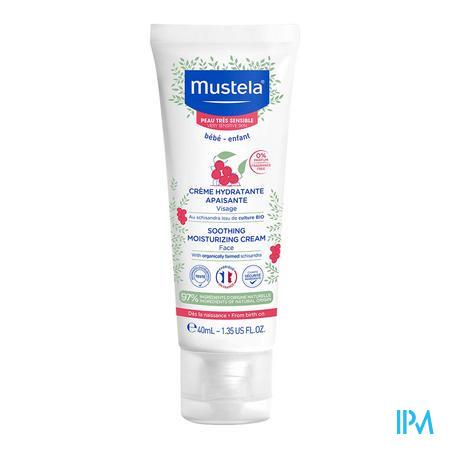 mustela
PEAU TRÈS SENSIBLE
VERY SENSITIVE SKIN
bébé - enfant
0%
PARFUM
FRAGRANCE
FREE
CRÈME HYDRATANTE
APAISANTE
Visage
Au schisandra issu de culture BIO
SOOTHING
MOISTURIZING CREAM
Face
With organically farmed schisandra
97% INGRÉDIENTS D'ORIGINE NATURELLE
INGREDIENTS OF NATURAL ORIGIN
Dès la naissance - From birth on
e 40mL - 1.35 US FL.OZ.
IPM